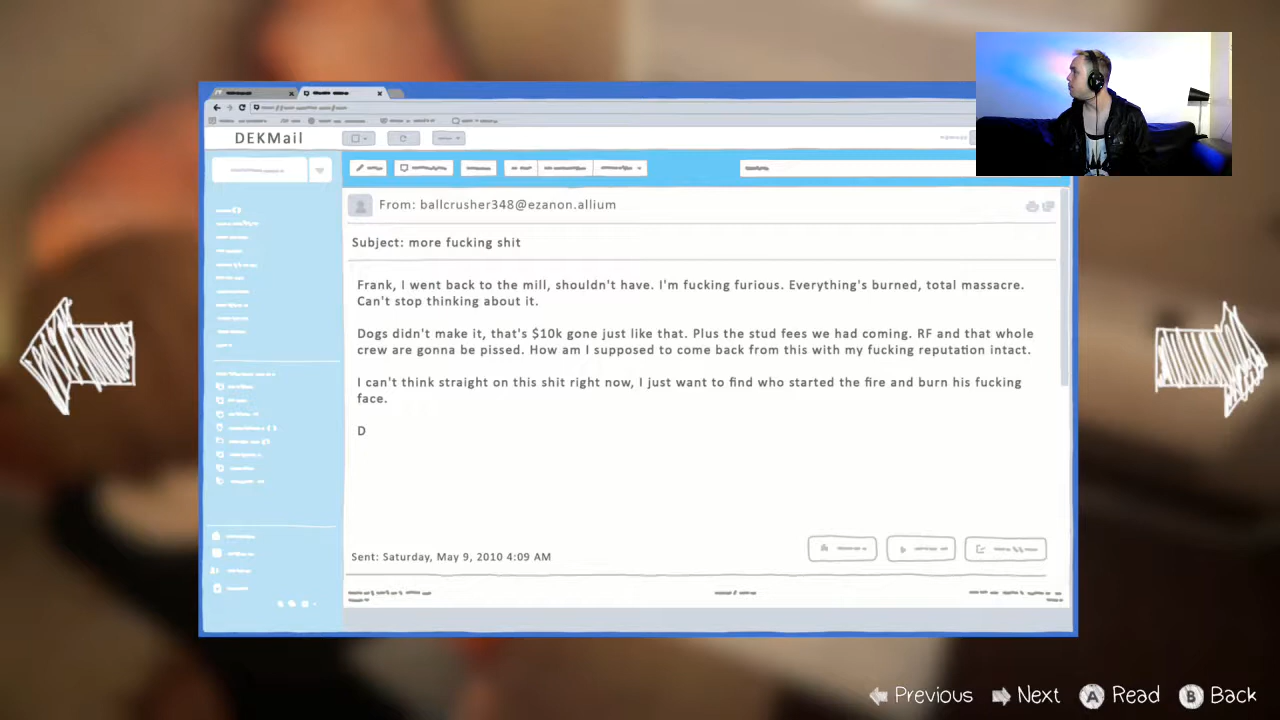 DEKMail
From: ballcrusher348@ezanon.allium
Subject: more fucking shit
Frank, I went back to the mill, shouldn't have. I'm fucking furious. Everything's burned, total massacre.
Can't stop thinking about it.
Dogs didn't make it, that's $10k gone just like that. Plus the stud fees we had coming. RF and that whole
crew are gonna be pissed. How am I supposed to come back from this with my fucking reputation intact.
I can't think straight on this shit right now, I just want to find who started the fire and burn his fucking
face.
D
Sent: Saturday, May 9, 2010 4:09 AM
Previous Next A Read B Back